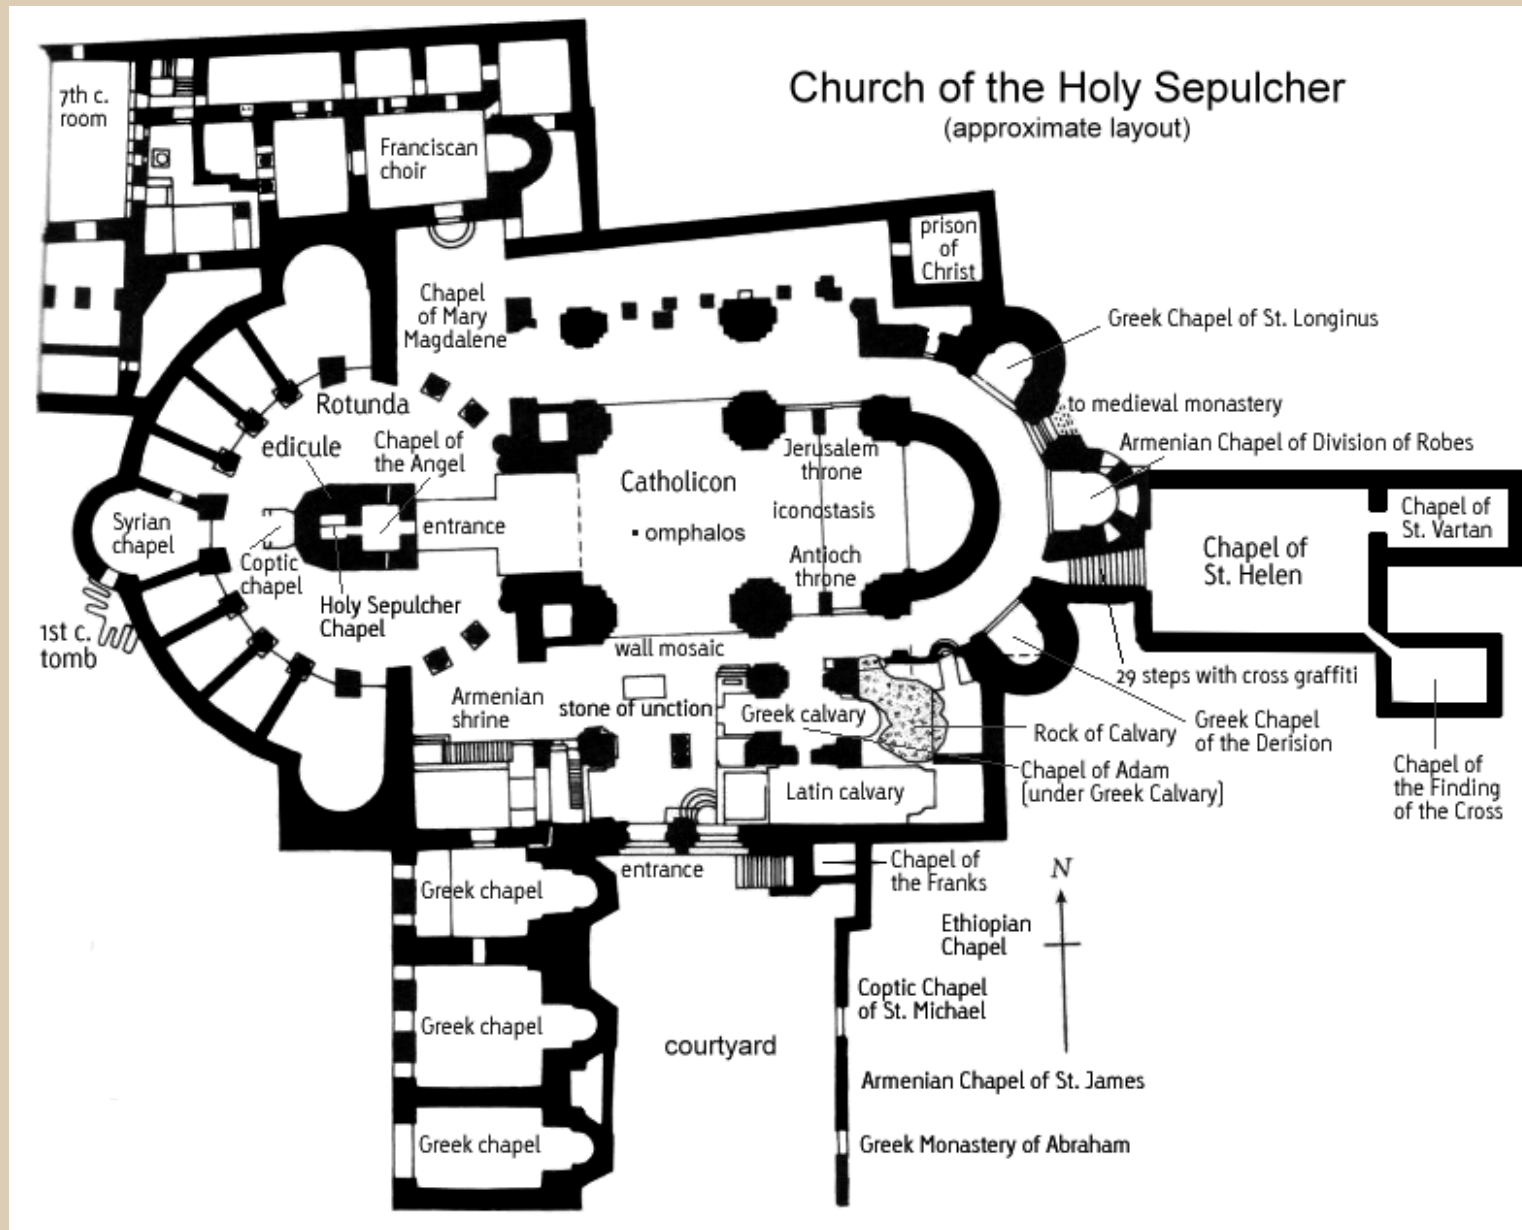 Church of the Holy Sepulcher
(approximate layout)
7th c.
room
Franciscan
choir
prison
of
Christ
Chapel
of Mary
Magdalene
Greek Chapel of St. Longinus
Rotunda
to medieval monastery
edicule
Chapel of
the Angel
Jerusalem
throne
Armenian Chapel of Division of Robes
Catholicon
iconostasis
Syrian
chapel
entrance
omphalos
Chapel of
St. Vartan
Chapel of
St. Helen
Coptic
chapel
Antioch
throne
Holy Sepulcher
Chapel
1st c.
tomb
wall mosaic
29 steps with cross graffiti
Armenian
shrine
stone of unction
Greek calvary
Rock of Calvary
Greek Chapel
of the Derision
Chapel of Adam
(under Greek Calvary)
Latin calvary
Chapel of
the Finding
of the Cross
entrance
Chapel of
the Franks
N
Greek chapel
Ethiopian
Chapel
Coptic Chapel
of St. Michael
Greek chapel
courtyard
Armenian Chapel of St. James
Greek chapel
Greek Monastery of Abraham